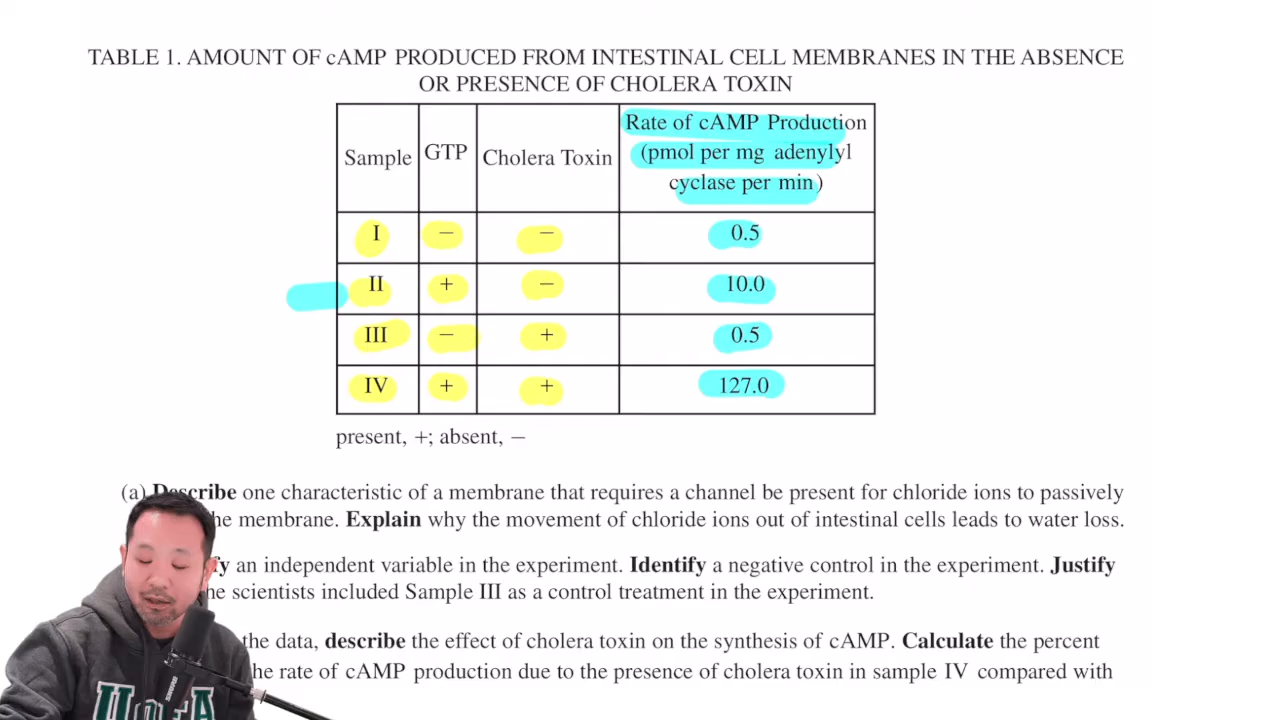 TABLE 1. AMOUNT OF cAMP PRODUCED FROM INTESTINAL CELL MEMBRANES IN THE ABSENCE
OR PRESENCE OF CHOLERA TOXIN
Sample GTP Cholera Toxin Rate of cAMP Production
(pmol per mg adenylyl
cyclase per min)
I − − 0.5
II + − 10.0
III − + 0.5
IV + + 127.0
present, +; absent, −
(a) Describe one characteristic of a membrane that requires a channel be present for chloride ions to passively
the membrane. Explain why the movement of chloride ions out of intestinal cells leads to water loss.
an independent variable in the experiment. Identify a negative control in the experiment. Justify
scientists included Sample III as a control treatment in the experiment.
the data, describe the effect of cholera toxin on the synthesis of cAMP. Calculate the percent
the rate of cAMP production due to the presence of cholera toxin in sample IV compared with